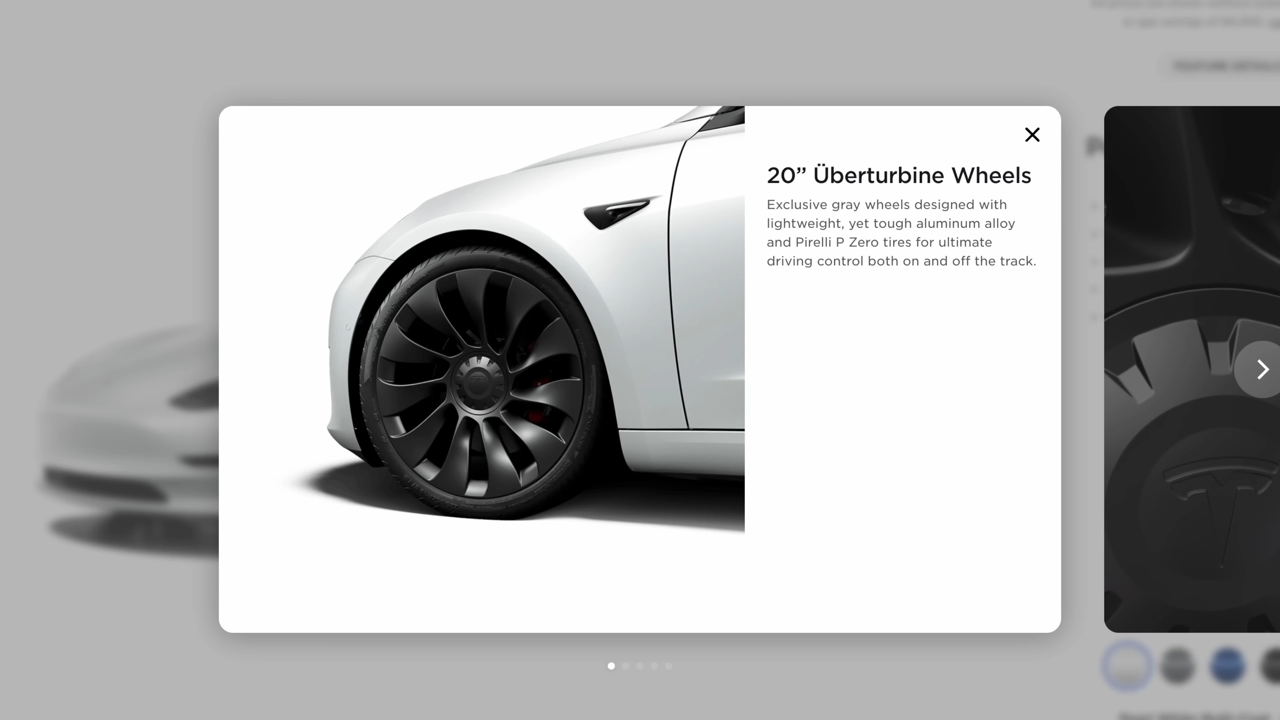 20” Überturbine Wheels
Exclusive gray wheels designed with
lightweight, yet tough aluminum alloy
and Pirelli P Zero tires for ultimate
driving control both on and off the track.